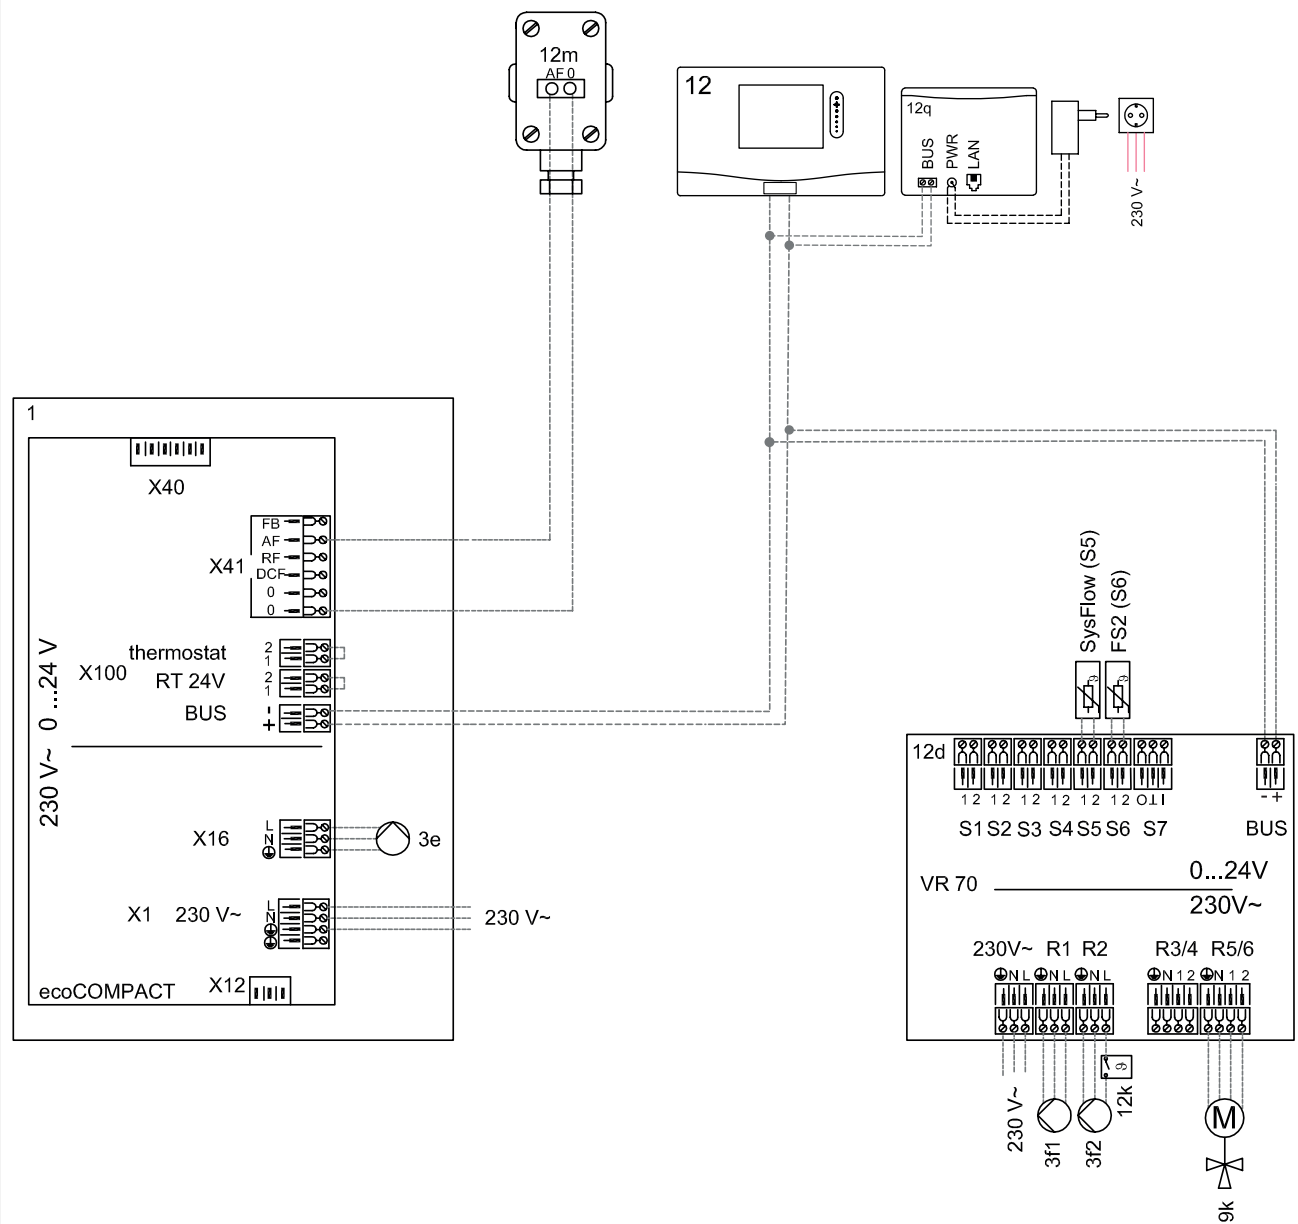 12m
AF 0
12
12q
BUS
PWR
LAN
230 V~
1
X40
X41
FB
AF
RF
DCF
0
0
230 V~ 0 ...24 V
X100
thermostat
2
1
RT 24V
2
1
BUS
-
+
X16
L
N
3e
X1 230 V~
L
N
230 V~
X12
ecoCOMPACT
SysFlow (S5)
FS2 (S6)
12d
1 2 1 2 1 2 1 2 1 2 1 2 O T I
- +
S1 S2 S3 S4 S5 S6 S7
BUS
VR 70
0...24V
230V~
230V~ R1 R2 R3/4 R5/6
N L N L N L N 1 2 N 1 2
230 V~
3f1
3f2
12k
M
9k